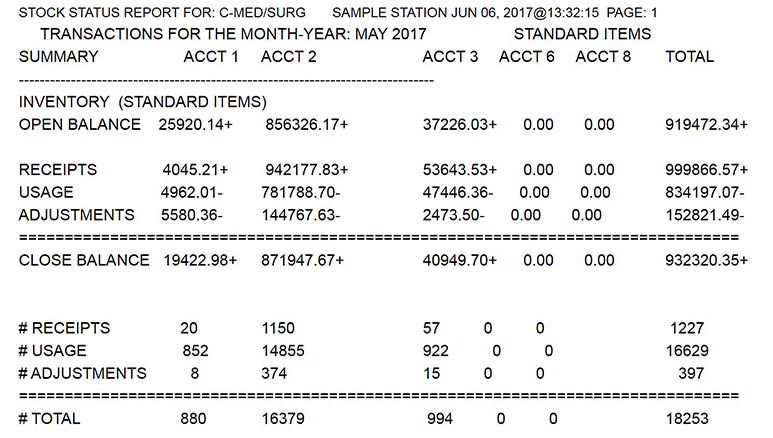 STOCK STATUS REPORT FOR: C-MED/SURG SAMPLE STATION JUN 06, 2017@13:32:15 PAGE: 1
TRANSACTIONS FOR THE MONTH-YEAR: MAY 2017 STANDARD ITEMS
SUMMARY ACCT 1 ACCT 2 ACCT 3 ACCT 6 ACCT 8 TOTAL
--------------------------------------------------------------------------------
INVENTORY (STANDARD ITEMS)
OPEN BALANCE 25920.14+ 856326.17+ 37226.03+ 0.00 0.00 919472.34+
RECEIPTS 4045.21+ 942177.83+ 53643.53+ 0.00 0.00 999866.57+
USAGE 4962.01- 781788.70- 47446.36- 0.00 0.00 834197.07-
ADJUSTMENTS 5580.36- 144767.63- 2473.50- 0.00 0.00 152821.49-
================================================================================
CLOSE BALANCE 19422.98+ 871947.67+ 40949.70+ 0.00 0.00 932320.35+
# RECEIPTS 20 1150 57 0 0 1227
# USAGE 852 14855 922 0 0 16629
# ADJUSTMENTS 8 374 15 0 0 397
================================================================================
# TOTAL 880 16379 994 0 0 18253